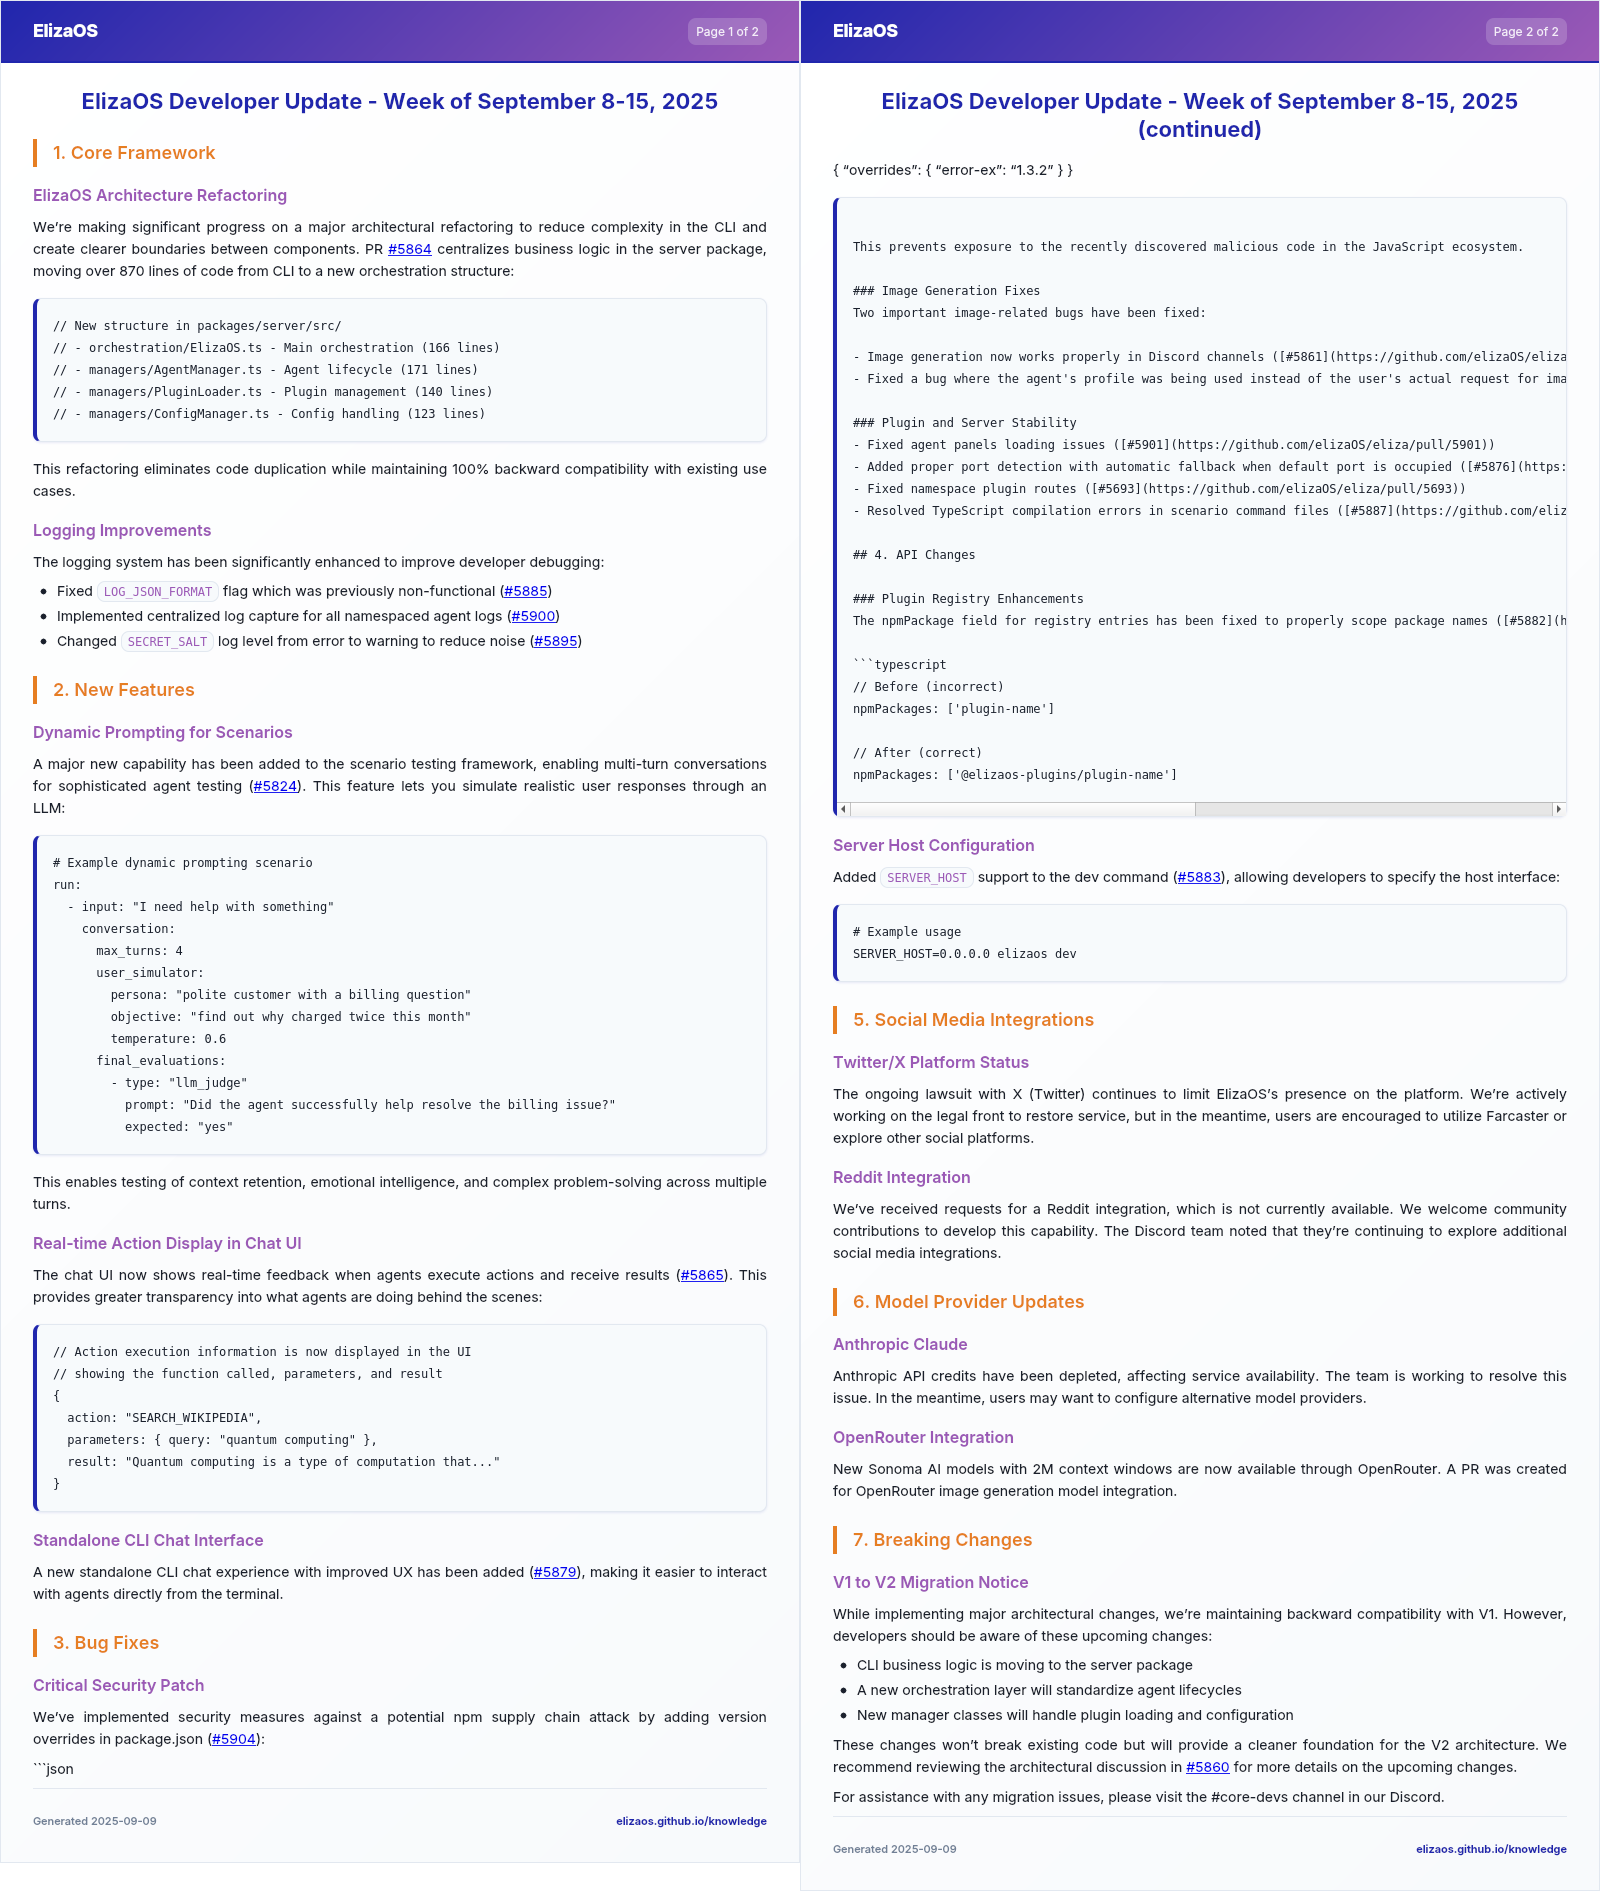 ElizaOS
Page 1 of 2
ElizaOS Developer Update - Week of September 8-15, 2025
1. Core Framework
ElizaOS Architecture Refactoring
We’re making significant progress on a major architectural refactoring to reduce complexity in the CLI and
create clearer boundaries between components. PR #5864 centralizes business logic in the server package,
moving over 870 lines of code from CLI to a new orchestration structure:
// New structure in packages/server/src/
// - orchestration/ElizaOS.ts - Main orchestration (166 lines)
// - managers/AgentManager.ts - Agent lifecycle (171 lines)
// - managers/PluginLoader.ts - Plugin management (140 lines)
// - managers/ConfigManager.ts - Config handling (123 lines)
This refactoring eliminates code duplication while maintaining 100% backward compatibility with existing use
cases.
Logging Improvements
The logging system has been significantly enhanced to improve developer debugging:
• Fixed LOG_JSON_FORMAT flag which was previously non-functional (#5885)
• Implemented centralized log capture for all namespaced agent logs (#5900)
• Changed SECRET_SALT log level from error to warning to reduce noise (#5895)
2. New Features
Dynamic Prompting for Scenarios
A major new capability has been added to the scenario testing framework, enabling multi-turn conversations
for sophisticated agent testing (#5824). This feature lets you simulate realistic user responses through an
LLM:
# Example dynamic prompting scenario
run:
  - input: "I need help with something"
    conversation:
      max_turns: 4
      user_simulator:
        persona: "polite customer with a billing question"
        objective: "find out why charged twice this month"
        temperature: 0.6
      final_evaluations:
        - type: "llm_judge"
          prompt: "Did the agent successfully help resolve the billing issue?"
          expected: "yes"
This enables testing of context retention, emotional intelligence, and complex problem-solving across multiple
turns.
Real-time Action Display in Chat UI
The chat UI now shows real-time feedback when agents execute actions and receive results (#5865). This
provides greater transparency into what agents are doing behind the scenes:
// Action execution information is now displayed in the UI
// showing the function called, parameters, and result
{
  action: "SEARCH_WIKIPEDIA",
  parameters: { query: "quantum computing" },
  result: "Quantum computing is a type of computation that..."
}
Standalone CLI Chat Interface
A new standalone CLI chat experience with improved UX has been added (#5879), making it easier to interact
with agents directly from the terminal.
3. Bug Fixes
Critical Security Patch
We’ve implemented security measures against a potential npm supply chain attack by adding version
overrides in package.json (#5904):
```json
Generated 2025-09-09
elizaos.github.io/knowledge
ElizaOS
Page 2 of 2
ElizaOS Developer Update - Week of September 8-15, 2025
(continued)
{ “overrides”: { “error-ex”: “1.3.2” } }
This prevents exposure to the recently discovered malicious code in the JavaScript ecosystem.
### Image Generation Fixes
Two important image-related bugs have been fixed:
- Image generation now works properly in Discord channels ([#5861](https://github.com/elizaOS/eliza
- Fixed a bug where the agent's profile was being used instead of the user's actual request for ima
### Plugin and Server Stability
- Fixed agent panels loading issues ([#5901](https://github.com/elizaOS/eliza/pull/5901))
- Added proper port detection with automatic fallback when default port is occupied ([#5876](https:
- Fixed namespace plugin routes ([#5693](https://github.com/elizaOS/eliza/pull/5693))
- Resolved TypeScript compilation errors in scenario command files ([#5887](https://github.com/eliz
## 4. API Changes
### Plugin Registry Enhancements
The npmPackage field for registry entries has been fixed to properly scope package names ([#5882](h
```typescript
// Before (incorrect)
npmPackages: ['plugin-name']
// After (correct)
npmPackages: ['@elizaos-plugins/plugin-name']
Server Host Configuration
Added SERVER_HOST support to the dev command (#5883), allowing developers to specify the host interface:
# Example usage
SERVER_HOST=0.0.0.0 elizaos dev
5. Social Media Integrations
Twitter/X Platform Status
The ongoing lawsuit with X (Twitter) continues to limit ElizaOS’s presence on the platform. We’re actively
working on the legal front to restore service, but in the meantime, users are encouraged to utilize Farcaster or
explore other social platforms.
Reddit Integration
We’ve received requests for a Reddit integration, which is not currently available. We welcome community
contributions to develop this capability. The Discord team noted that they’re continuing to explore additional
social media integrations.
6. Model Provider Updates
Anthropic Claude
Anthropic API credits have been depleted, affecting service availability. The team is working to resolve this
issue. In the meantime, users may want to configure alternative model providers.
OpenRouter Integration
New Sonoma AI models with 2M context windows are now available through OpenRouter. A PR was created
for OpenRouter image generation model integration.
7. Breaking Changes
V1 to V2 Migration Notice
While implementing major architectural changes, we’re maintaining backward compatibility with V1. However,
developers should be aware of these upcoming changes:
• CLI business logic is moving to the server package
• A new orchestration layer will standardize agent lifecycles
• New manager classes will handle plugin loading and configuration
These changes won’t break existing code but will provide a cleaner foundation for the V2 architecture. We
recommend reviewing the architectural discussion in #5860 for more details on the upcoming changes.
For assistance with any migration issues, please visit the #core-devs channel in our Discord.
Generated 2025-09-09
elizaos.github.io/knowledge